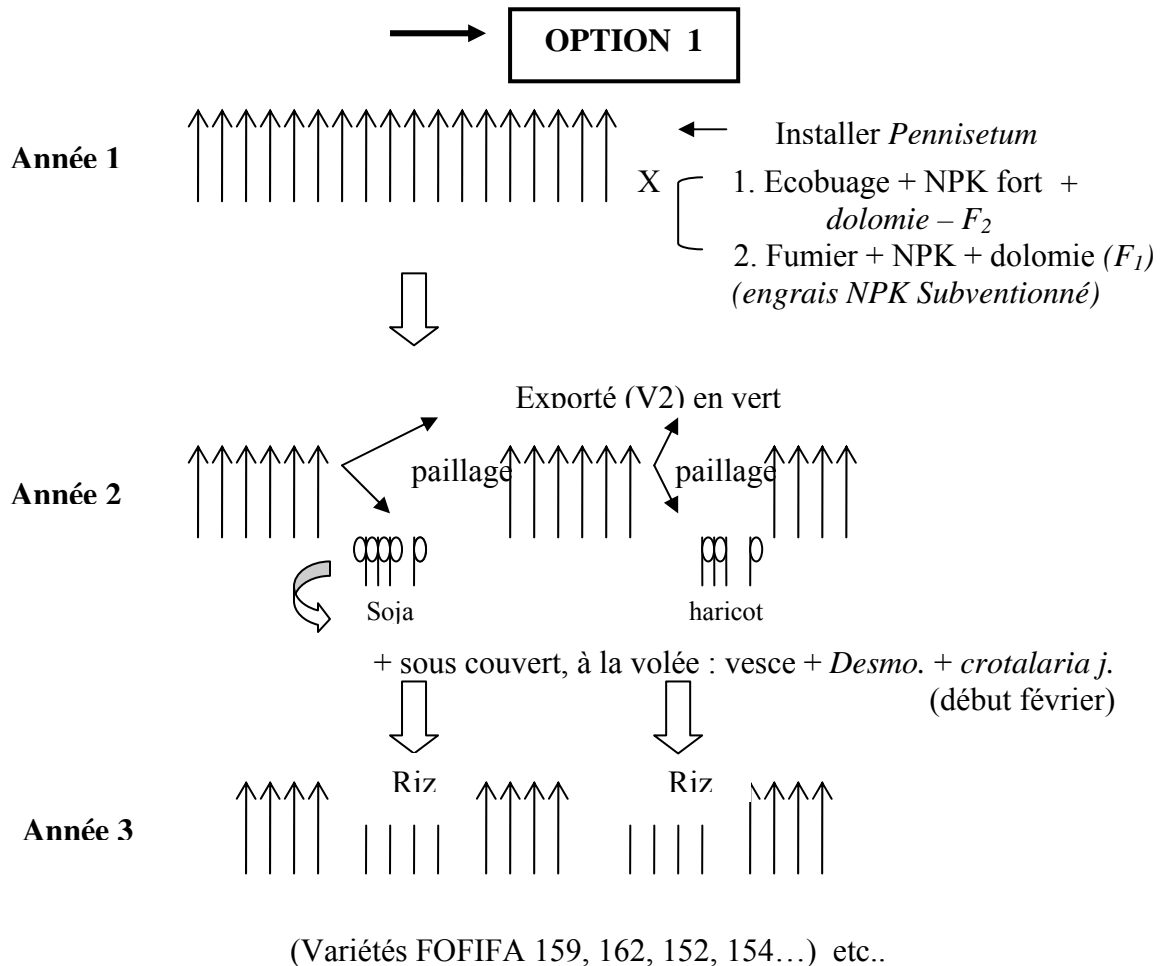 OPTION 1
Année 1
Installer Pennisetum
X
1. Ecobuage + NPK fort +
dolomie – F2
2. Fumier + NPK + dolomie (F1)
(engrais NPK Subventionné)
Exporté (V2) en vert
Année 2
paillage
paillage
Soja
haricot
+ sous couvert, à la volée : vesce + Desmo. + crotalaria j.
(début février)
Riz
Riz
Année 3
(Variétés FOFIFA 159, 162, 152, 154…) etc..